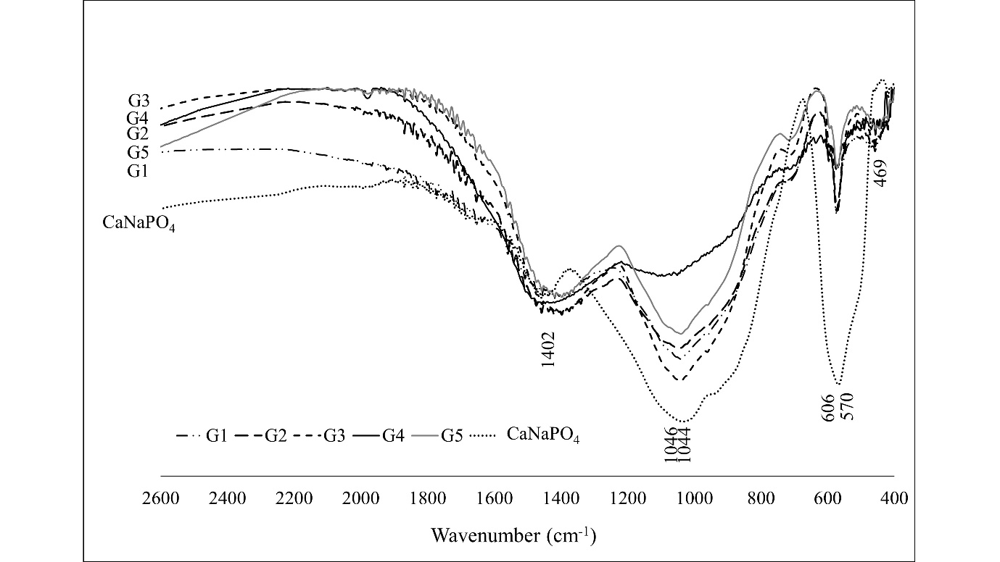 G3
G4
G2
G5
G1
CaNaPO₄
1402
469
606
570
1046
1044
G1 G2 G3 G4 G5 CaNaPO₄
2600 2400 2200 2000 1800 1600 1400 1200 1000 800 600 400
Wavenumber (cm⁻¹)